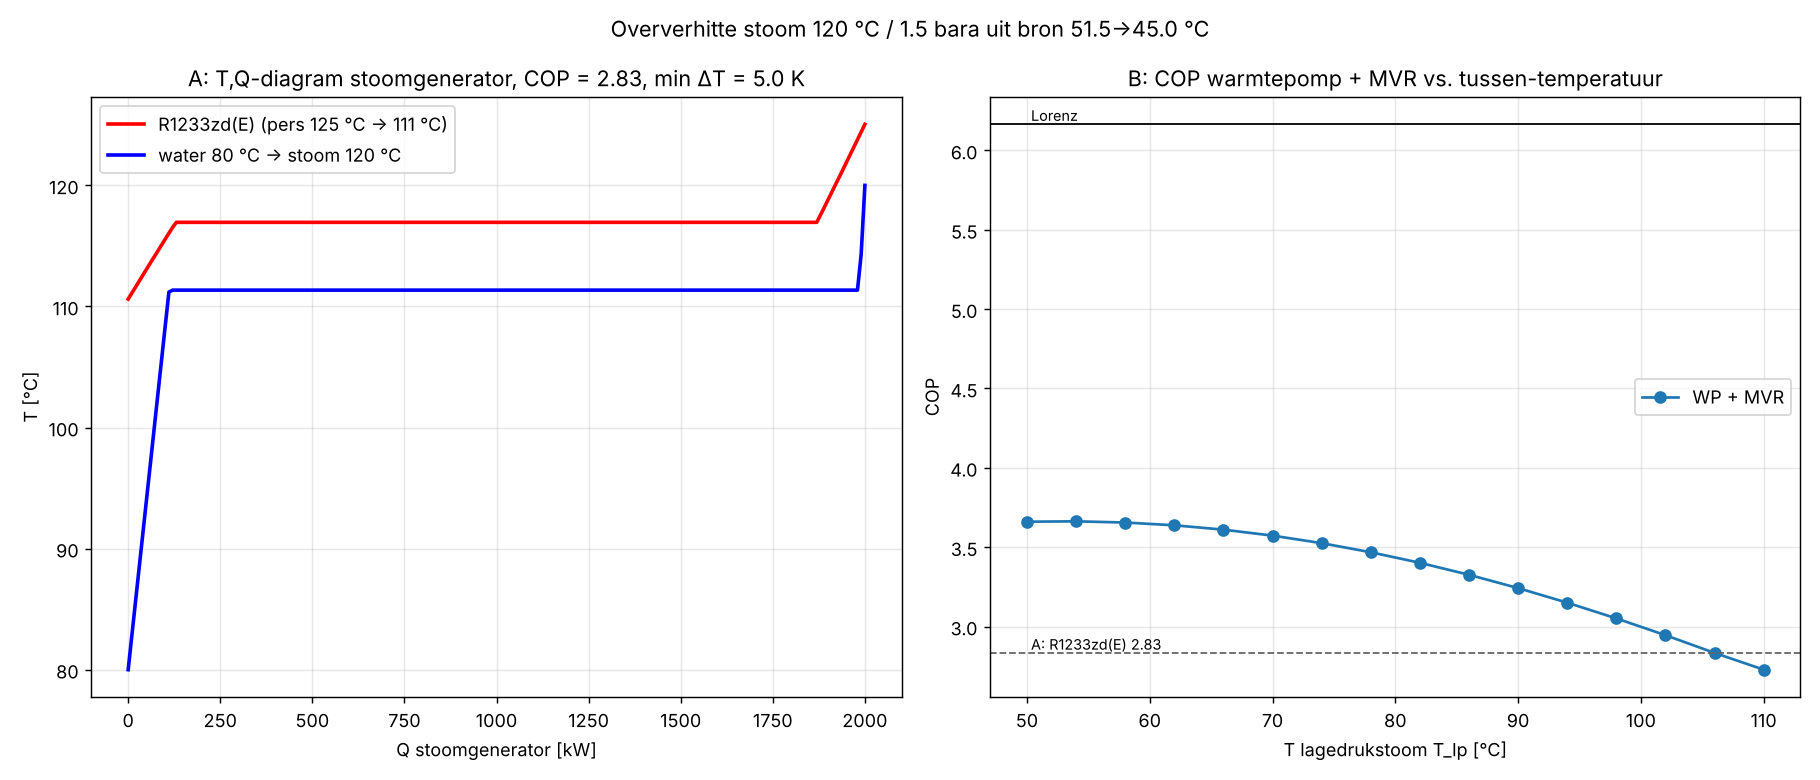 Oververhitte stoom 120 °C / 1.5 bara uit bron 51.5→45.0 °C
A: T,Q-diagram stoomgenerator, COP = 2.83, min ΔT = 5.0 K
R1233zd(E) (pers 125 °C → 111 °C)
water 80 °C → stoom 120 °C
T [°C]
120
110
100
90
80
0 250 500 750 1000 1250 1500 1750 2000
Q stoomgenerator [kW]
B: COP warmtepomp + MVR vs. tussen-temperatuur
Lorenz
WP + MVR
A: R1233zd(E) 2.83
COP
6.0
5.5
5.0
4.5
4.0
3.5
3.0
50 60 70 80 90 100 110
T lagedrukstoom T_lp [°C]